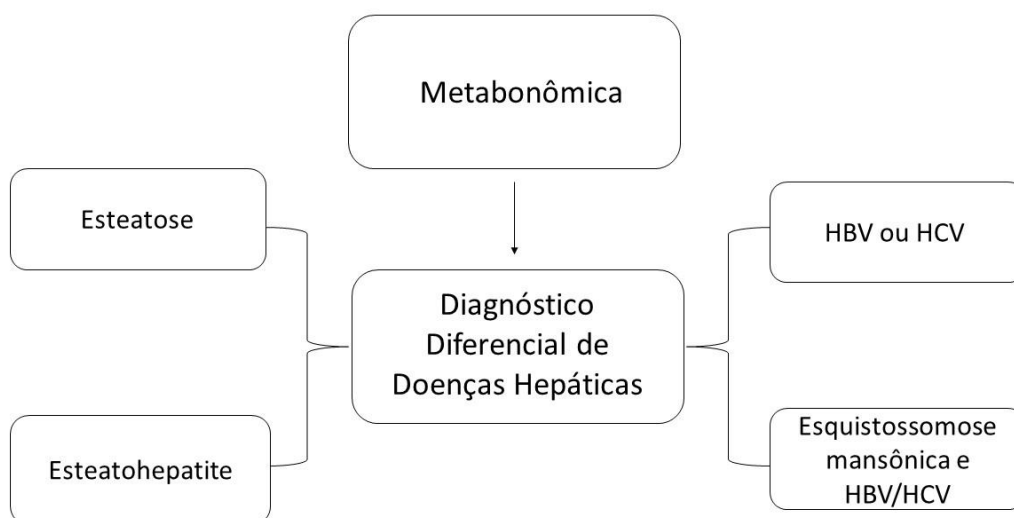 Metabonômica
Esteatose
HBV ou HCV
Diagnóstico
Diferencial de
Doenças Hepáticas
Esteatohepatite
Esquistossomose
mansônica e
HBV/HCV